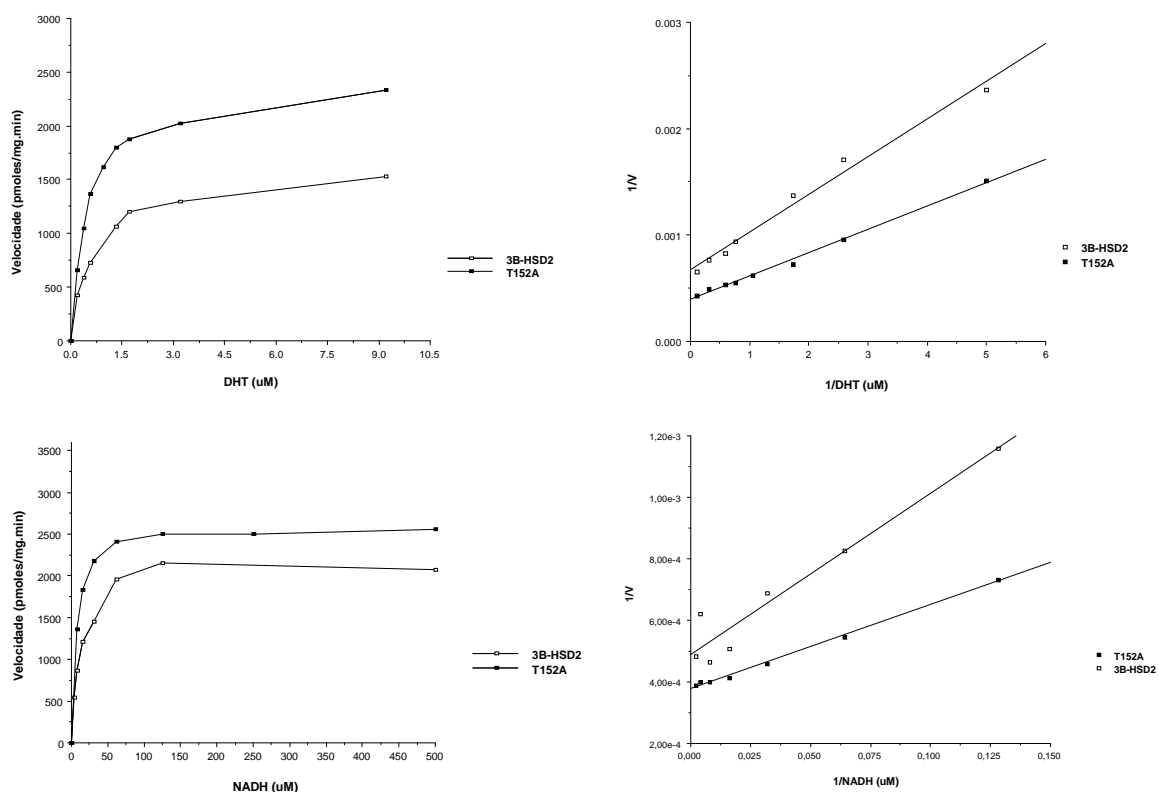 3000
2500
2000
1500
1000
500
0
Velocidade (pmoles/mg.min)
0.0 1.5 3.0 4.5 6.0 7.5 9.0 10.5
DHT (uM)
3B-HSD2
T152A
0.003
0.002
0.001
0.000
1/V
0 1 2 3 4 5 6
1/DHT (uM)
3B-HSD2
T152A
3500
3000
2500
2000
1500
1000
500
0
Velocidade (pmoles/mg.min)
0 50 100 150 200 250 300 350 400 450 500
NADH (uM)
3B-HSD2
T152A
1,20e-3
1,00e-3
8,00e-4
6,00e-4
4,00e-4
2,00e-4
1/V
0,000 0,025 0,050 0,075 0,100 0,125 0,150
1/NADH (uM)
T152A
3B-HSD2